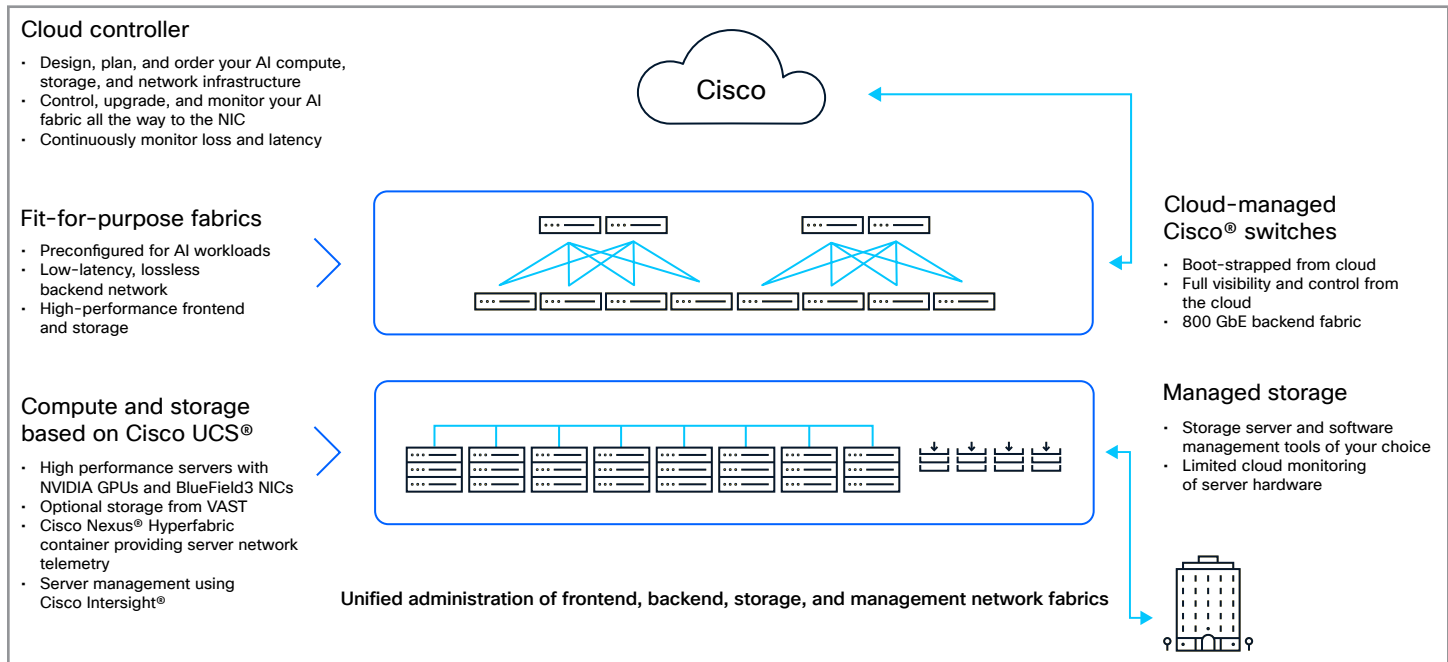 Cloud controller
· Design, plan, and order your AI compute,
storage, and network infrastructure
· Control, upgrade, and monitor your AI
fabric all the way to the NIC
· Continuously monitor loss and latency
Cisco
Fit-for-purpose fabrics
· Preconfigured for AI workloads
· Low-latency, lossless
backend network
· High-performance frontend
and storage
Cloud-managed
Cisco® switches
· Boot-strapped from cloud
· Full visibility and control from
the cloud
· 800 GbE backend fabric
Compute and storage
based on Cisco UCS®
· High performance servers with
NVIDIA GPUs and BlueField3 NICs
· Optional storage from VAST
· Cisco Nexus® Hyperfabric
container providing server network
telemetry
· Server management using
Cisco Intersight®
Managed storage
· Storage server and software
management tools of your choice
· Limited cloud monitoring
of server hardware
Unified administration of frontend, backend, storage, and management network fabrics